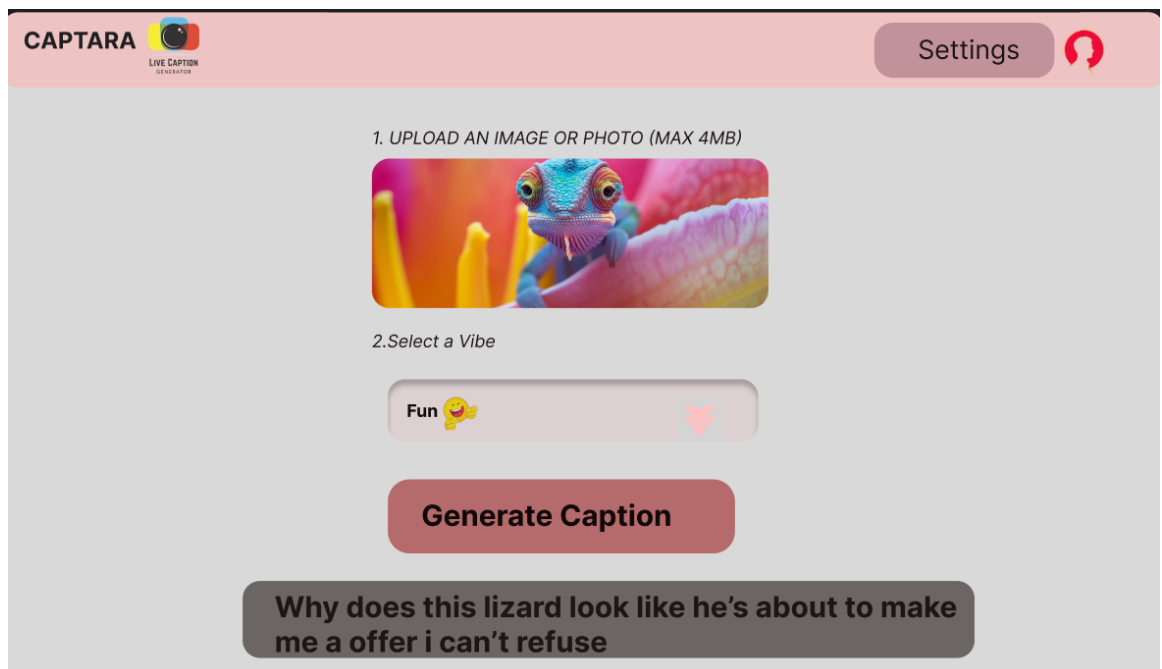 CAPTARA
LIVE CAPTION
GENERATOR
Settings
1. UPLOAD AN IMAGE OR PHOTO (MAX 4MB)
2.Select a Vibe
Fun
Generate Caption
Why does this lizard look like he’s about to make
me a offer i can’t refuse